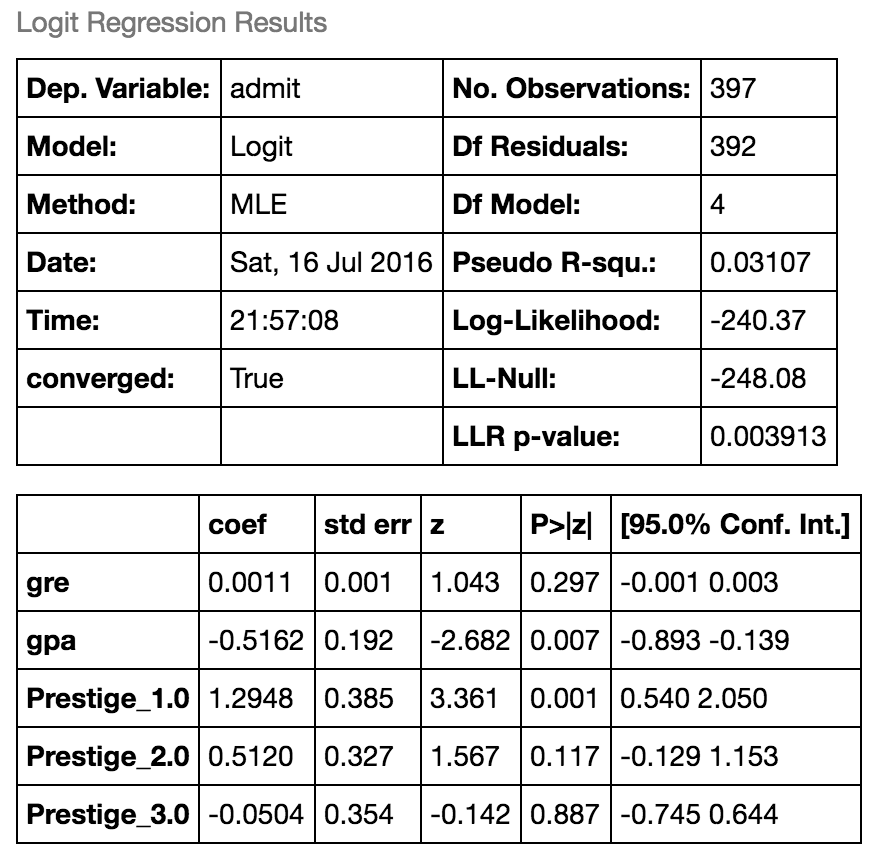 Logit Regression Results
Dep. Variable: admit No. Observations: 397
Model: Logit Df Residuals: 392
Method: MLE Df Model: 4
Date: Sat, 16 Jul 2016 Pseudo R-squ.: 0.03107
Time: 21:57:08 Log-Likelihood: -240.37
converged: True LL-Null: -248.08
LLR p-value: 0.003913
coef std err z P>|z| [95.0% Conf. Int.]
gre 0.0011 0.001 1.043 0.297 -0.001 0.003
gpa -0.5162 0.192 -2.682 0.007 -0.893 -0.139
Prestige_1.0 1.2948 0.385 3.361 0.001 0.540 2.050
Prestige_2.0 0.5120 0.327 1.567 0.117 -0.129 1.153
Prestige_3.0 -0.0504 0.354 -0.142 0.887 -0.745 0.644